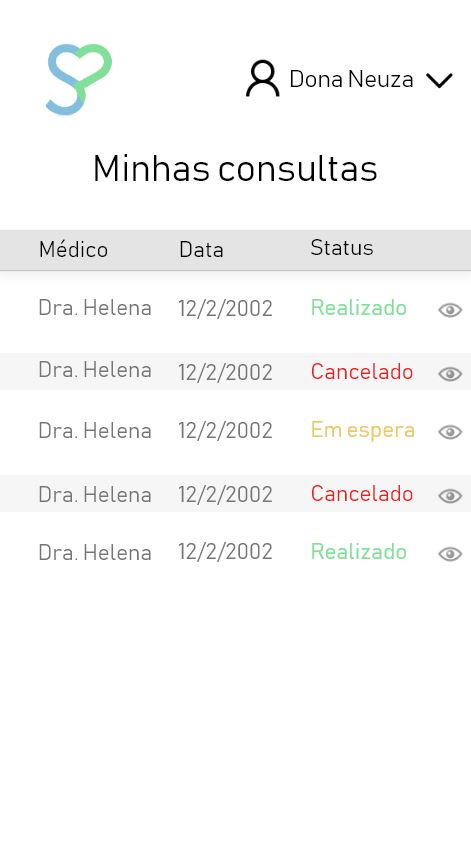 Dona Neuza
Minhas consultas
Médico Data Status
Dra. Helena 12/2/2002 Realizado
Dra. Helena 12/2/2002 Cancelado
Dra. Helena 12/2/2002 Em espera
Dra. Helena 12/2/2002 Cancelado
Dra. Helena 12/2/2002 Realizado